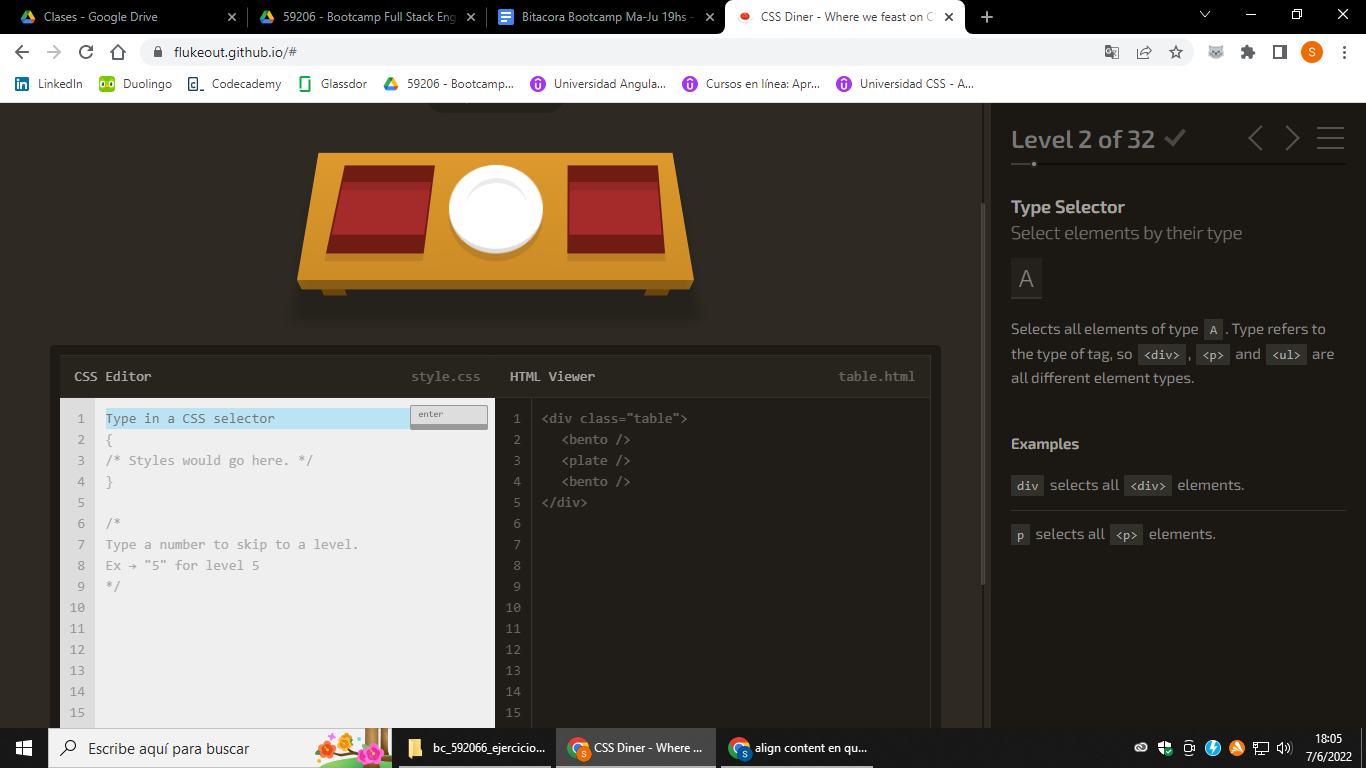 Clases - Google Drive
59206 - Bootcamp Full Stack Eng
Bitacora Bootcamp Ma-Ju 19hs -
CSS Diner - Where we feast on C
flukeout.github.io/#
S
LinkedIn
Duolingo
Codecademy
Glassdor
59206 - Bootcamp...
Universidad Angula...
Cursos en línea: Apr...
Universidad CSS - A...
Level 2 of 32
Type Selector
Select elements by their type
A
Selects all elements of type A . Type refers to
the type of tag, so <div> , <p> and <ul> are
all different element types.
Examples
div selects all <div> elements.
p selects all <p> elements.
CSS Editor
style.css
HTML Viewer
table.html
1 Type in a CSS selector
enter
2 {
3 /* Styles would go here. */
4 }
5
6 /*
7 Type a number to skip to a level.
8 Ex → "5" for level 5
9 */
10
11
12
13
14
15
1 <div class="table">
2 <bento />
3 <plate />
4 <bento />
5 </div>
6
7
8
9
10
11
12
13
14
15
Escribe aquí para buscar
bc_592066_ejercicio...
CSS Diner - Where ...
align content en qu...
18:05
7/6/2022